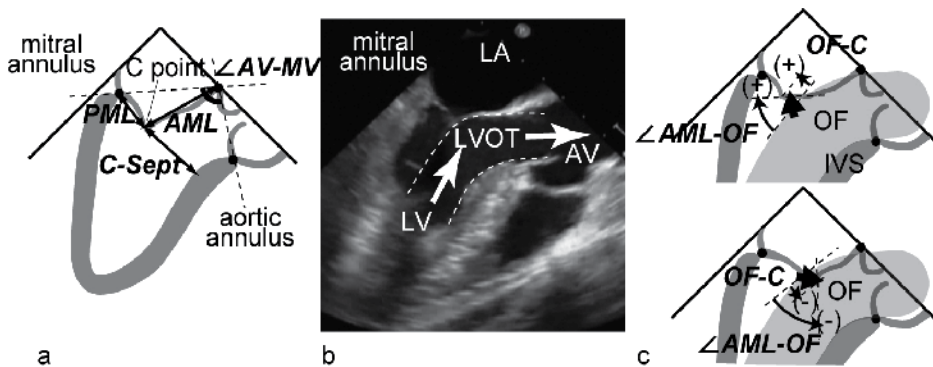 mitral
annulus
C point
∠AV-MV
PML
AML
C-Sept
aortic
annulus
a
mitral
annulus
LA
LVOT
AV
LV
b
OF-C
(+)
(+)
∠AML-OF
OF
IVS
OF-C
OF
(-)
(-)
∠AML-OF
c